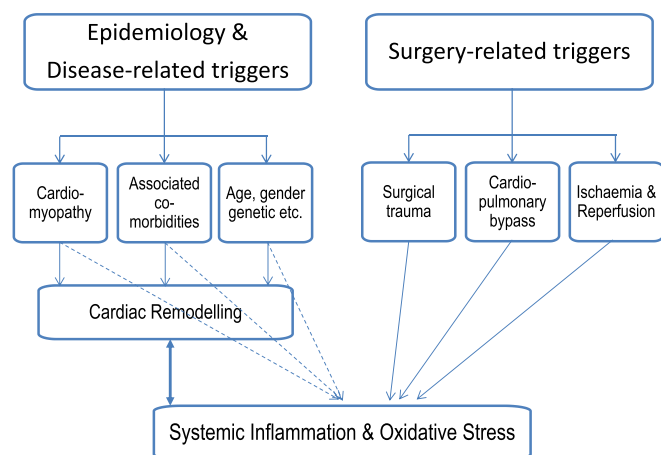 Epidemiology &
Disease-related triggers
Surgery-related triggers
Cardio-
myopathy
Associated
co-
morbidities
Age, gender
genetic etc.
Surgical
trauma
Cardio-
pulmonary
bypass
Ischaemia &
Reperfusion
Cardiac Remodelling
Systemic Inflammation & Oxidative Stress